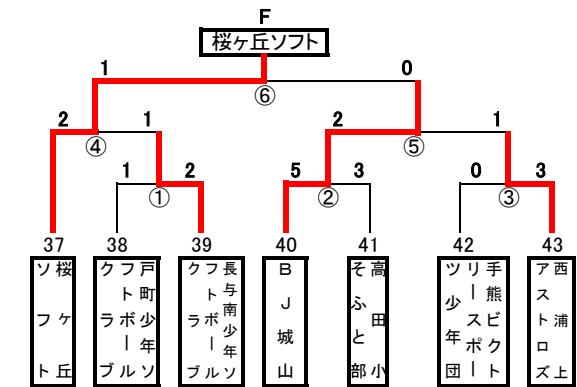 F
桜ヶ丘ソフト
1 0
⑥
2 1 2 1
④ ⑤
1 2 5 3 0 3
① ② ③
37 38 39 40 41 42 43
桜ヶ丘
ソフト
戸町少年ソ
フトボール
クラブ
長与南少年ソ
フトボール
クラブ
BJ城山
高田小
そふと部
手熊ビクト
リースポー
ツ少年団
西浦上
アストロズ